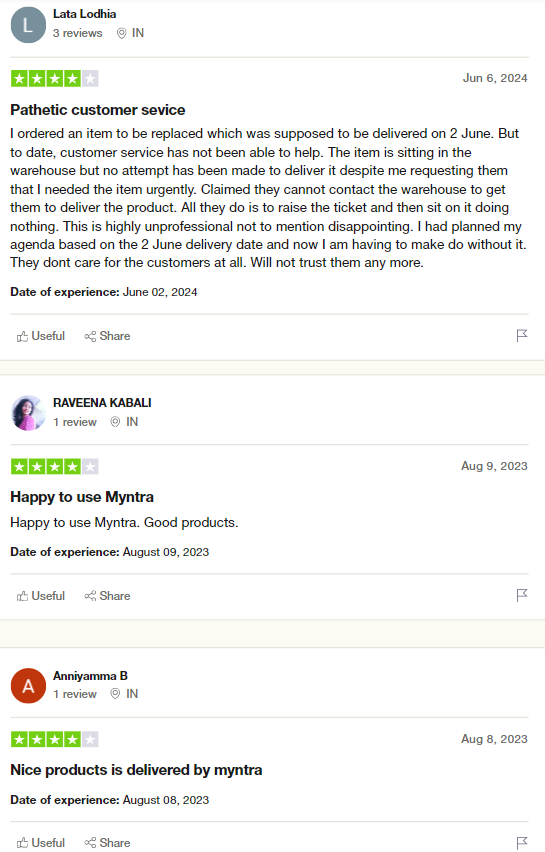 L
Lata Lodhia
3 reviews IN
Jun 6, 2024
Pathetic customer sevice
I ordered an item to be replaced which was supposed to be delivered on 2 June. But
to date, customer service has not been able to help. The item is sitting in the
warehouse but no attempt has been made to deliver it despite me requesting them
that I needed the item urgently. Claimed they cannot contact the warehouse to get
them to deliver the product. All they do is to raise the ticket and then sit on it doing
nothing. This is highly unprofessional not to mention disappointing. I had planned my
agenda based on the 2 June delivery date and now I am having to make do without it.
They dont care for the customers at all. Will not trust them any more.
Date of experience: June 02, 2024
Useful Share
RAVEENA KABALI
1 review IN
Aug 9, 2023
Happy to use Myntra
Happy to use Myntra. Good products.
Date of experience: August 09, 2023
Useful Share
A
Anniyamma B
1 review IN
Aug 8, 2023
Nice products is delivered by myntra
Date of experience: August 08, 2023
Useful Share